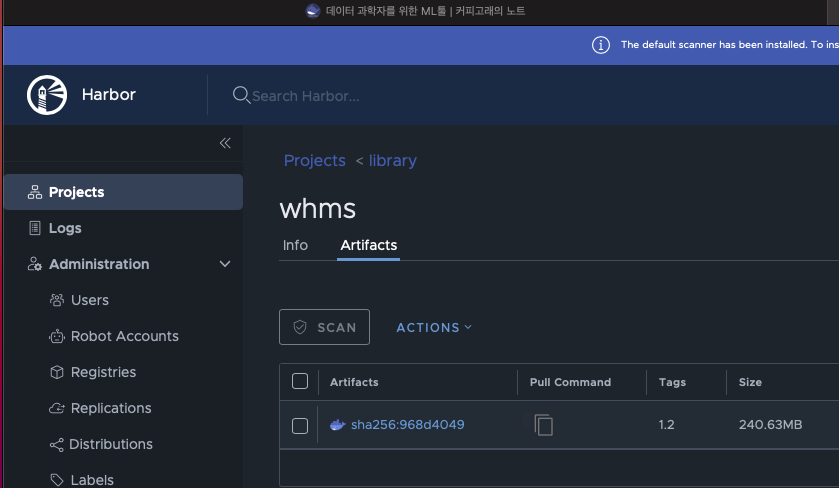 데이터 과학자를 위한 ML툴 | 커피고래의 노트
The default scanner has been installed. To ins
Harbor
Search Harbor...
Projects < library
Projects
whms
Logs
Info Artifacts
Administration
Users
SCAN ACTIONS
Robot Accounts
Registries
Artifacts Pull Command Tags Size
Replications
sha256:968d4049 1.2 240.63MB
Distributions
Labels